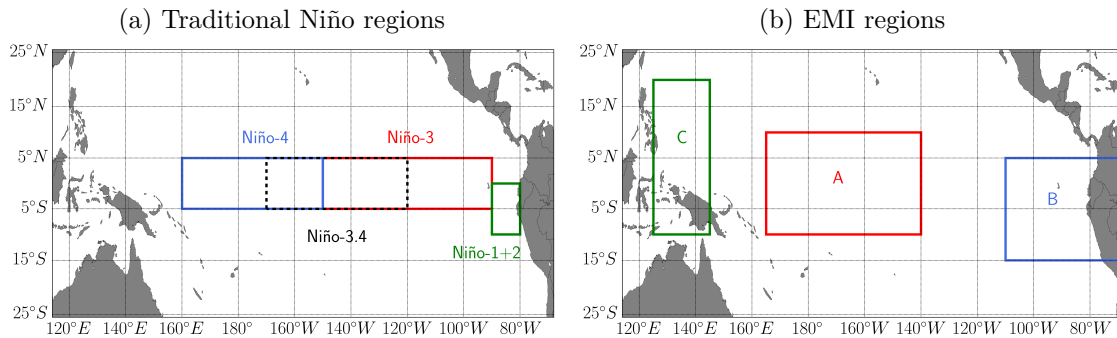 (a) Traditional Niño regions
25°N
15°N
5°N
5°S
15°S
25°S
Niño-4
Niño-3
Niño-3.4
Niño-1+2
120°E 140°E 160°E 180° 160°W 140°W 120°W 100°W 80°W
(b) EMI regions
25°N
15°N
5°N
5°S
15°S
25°S
C
A
B
120°E 140°E 160°E 180° 160°W 140°W 120°W 100°W 80°W